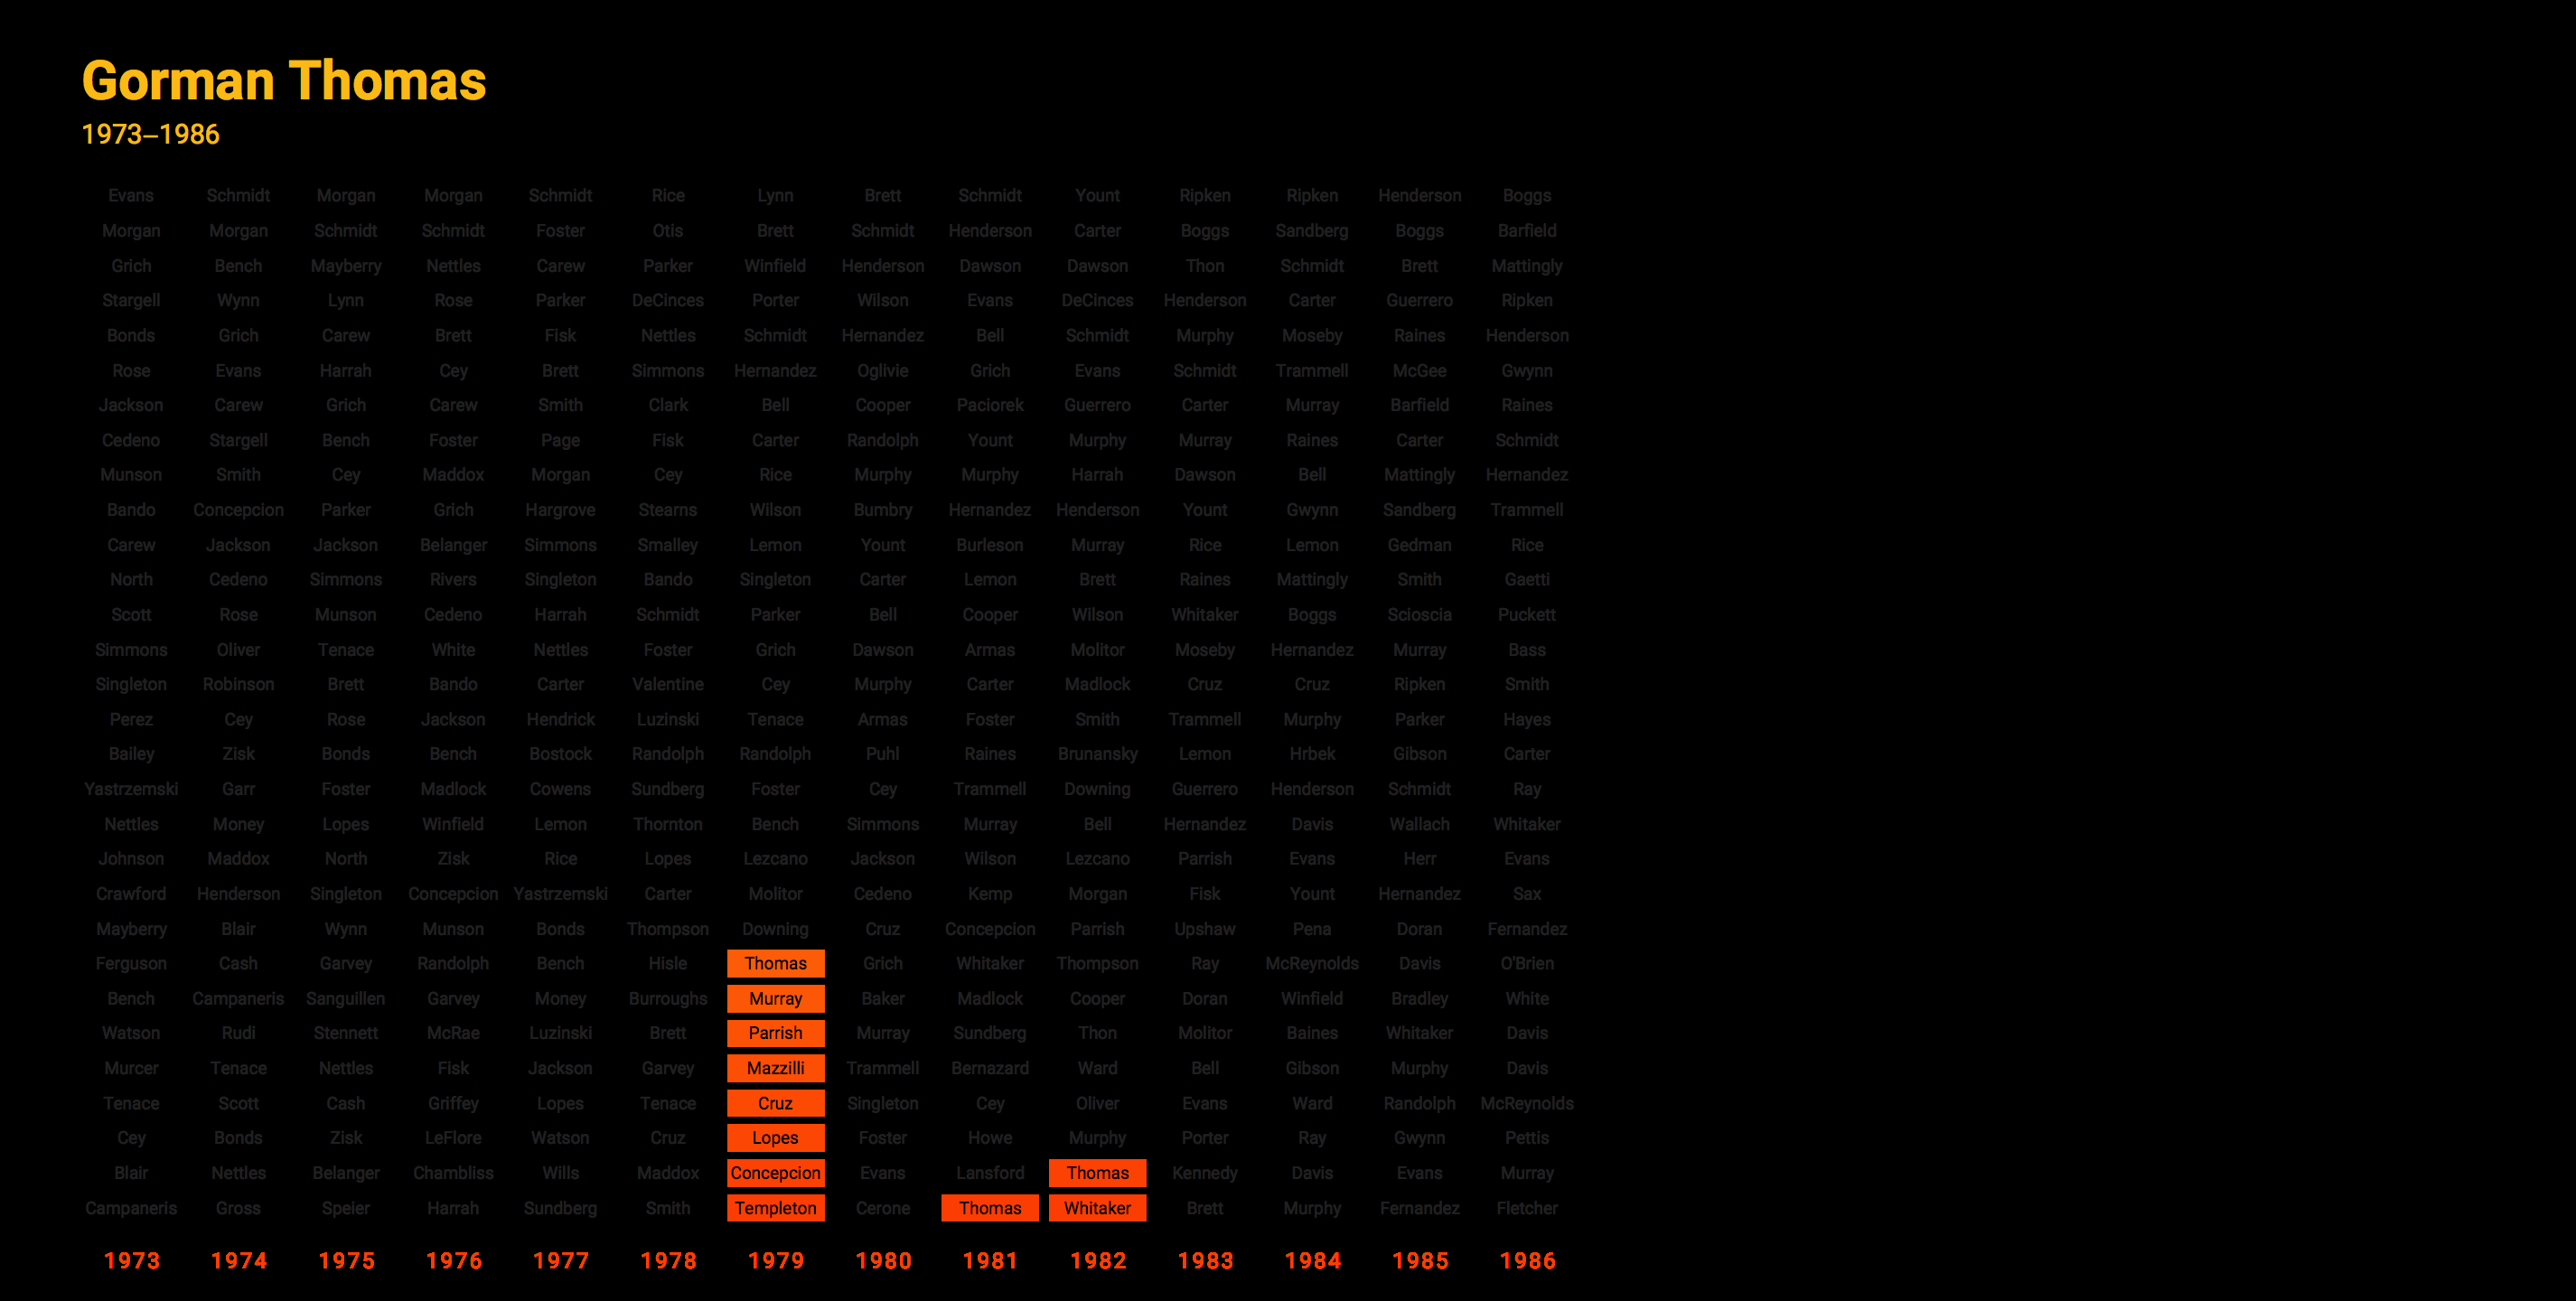 Gorman Thomas
1973–1986
Evans Schmidt Morgan Morgan Schmidt Rice Lynn Brett Schmidt Yount Ripken Ripken Henderson Boggs
Morgan Morgan Schmidt Schmidt Foster Otis Brett Schmidt Henderson Carter Boggs Sandberg Boggs Barfield
Grich Bench Mayberry Nettles Carew Parker Winfield Henderson Dawson Dawson Thon Schmidt Brett Mattingly
Stargell Wynn Lynn Rose Parker DeCinces Porter Wilson Evans DeCinces Henderson Carter Guerrero Ripken
Bonds Grich Carew Brett Fisk Nettles Schmidt Hernandez Bell Schmidt Murphy Moseby Raines Henderson
Rose Evans Harrah Cey Brett Simmons Hernandez Oglivie Grich Evans Schmidt Trammell McGee Gwynn
Jackson Carew Grich Carew Smith Clark Bell Cooper Paciorek Guerrero Carter Murray Barfield Raines
Cedeno Stargell Bench Foster Page Fisk Carter Randolph Yount Murphy Murray Raines Carter Schmidt
Munson Smith Cey Maddox Morgan Cey Rice Murphy Murphy Harrah Dawson Bell Mattingly Hernandez
Bando Concepcion Parker Grich Hargrove Stearns Wilson Bumbry Hernandez Henderson Yount Gwynn Sandberg Trammell
Carew Jackson Jackson Belanger Simmons Smalley Lemon Yount Burleson Murray Rice Lemon Gedman Rice
North Cedeno Simmons Rivers Singleton Bando Singleton Carter Lemon Brett Raines Mattingly Smith Gaetti
Scott Rose Munson Cedeno Harrah Schmidt Parker Bell Cooper Wilson Whitaker Boggs Scioscia Puckett
Simmons Oliver Tenace White Nettles Foster Grich Dawson Armas Molitor Moseby Hernandez Murray Bass
Singleton Robinson Brett Bando Carter Valentine Cey Murphy Carter Madlock Cruz Cruz Ripken Smith
Perez Cey Rose Jackson Hendrick Luzinski Tenace Armas Foster Smith Trammell Murphy Parker Hayes
Bailey Zisk Bonds Bench Bostock Randolph Randolph Puhl Raines Brunansky Lemon Hrbek Gibson Carter
Yastrzemski Garr Foster Madlock Cowens Sundberg Foster Cey Trammell Downing Guerrero Henderson Schmidt Ray
Nettles Money Lopes Winfield Lemon Thornton Bench Simmons Murray Bell Hernandez Davis Wallach Whitaker
Johnson Maddox North Zisk Rice Lopes Lezcano Jackson Wilson Lezcano Parrish Evans Herr Evans
Crawford Henderson Singleton Concepcion Yastrzemski Carter Molitor Cedeno Kemp Morgan Fisk Yount Hernandez Sax
Mayberry Blair Wynn Munson Bonds Thompson Downing Cruz Concepcion Parrish Upshaw Pena Doran Fernandez
Ferguson Cash Garvey Randolph Bench Hisle Thomas Grich Whitaker Thompson Ray McReynolds Davis O'Brien
Bench Campaneris Sanguillen Garvey Money Burroughs Murray Baker Madlock Cooper Doran Winfield Bradley White
Watson Rudi Stennett McRae Luzinski Brett Parrish Murray Sundberg Thon Molitor Baines Whitaker Davis
Murcer Tenace Nettles Fisk Jackson Garvey Mazzilli Trammell Bernazard Ward Bell Gibson Murphy Davis
Tenace Scott Cash Griffey Lopes Tenace Cruz Singleton Cey Oliver Evans Ward Randolph McReynolds
Cey Bonds Zisk LeFlore Watson Cruz Lopes Foster Howe Murphy Porter Ray Gwynn Pettis
Blair Nettles Belanger Chambliss Wills Maddox Concepcion Evans Lansford Thomas Kennedy Davis Evans Murray
Campaneris Gross Speier Harrah Sundberg Smith Templeton Cerone Thomas Whitaker Brett Murphy Fernandez Fletcher
1973 1974 1975 1976 1977 1978 1979 1980 1981 1982 1983 1984 1985 1986